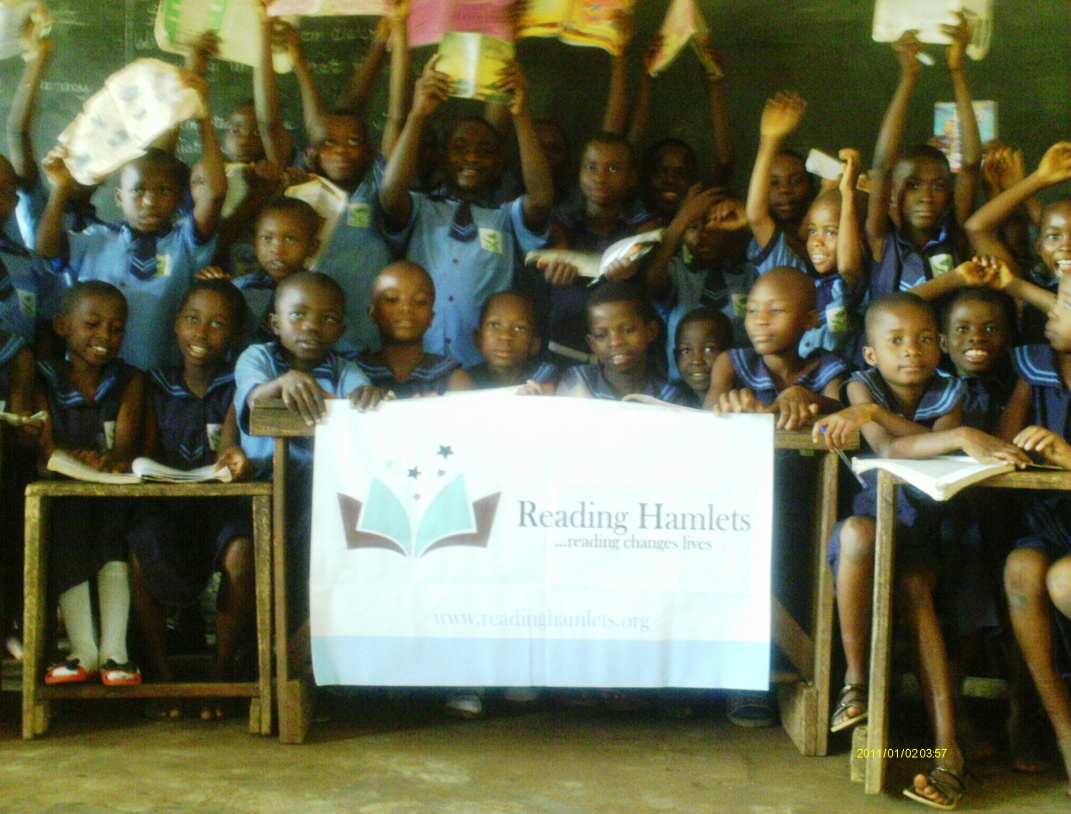 Reading Hamlets
...reading changes lives
www.readinghamlets.org
2011/01/02 03:57